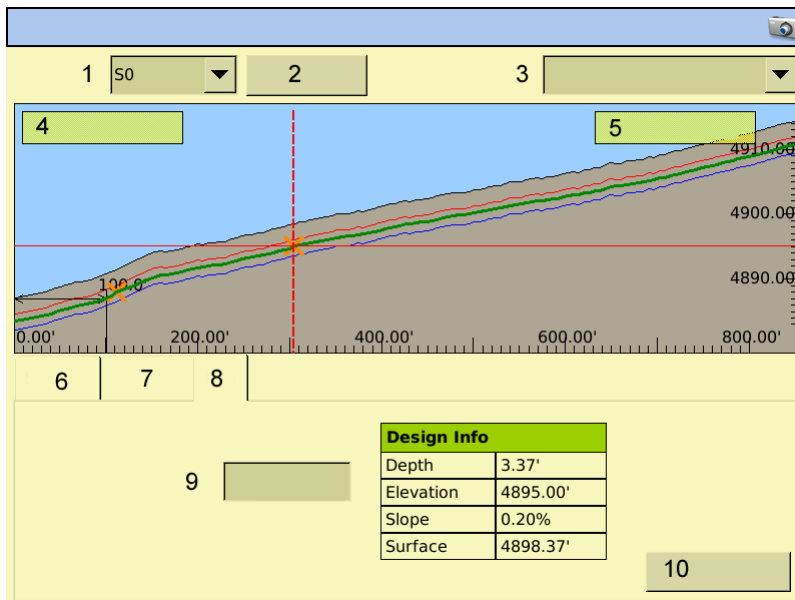 1 S0 2 3
4 5
4910.00
4900.00
4890.00
100.0
0.00' 200.00' 400.00' 600.00' 800.00'
6 7 8
9
Design Info
Depth 3.37'
Elevation 4895.00'
Slope 0.20%
Surface 4898.37'
10